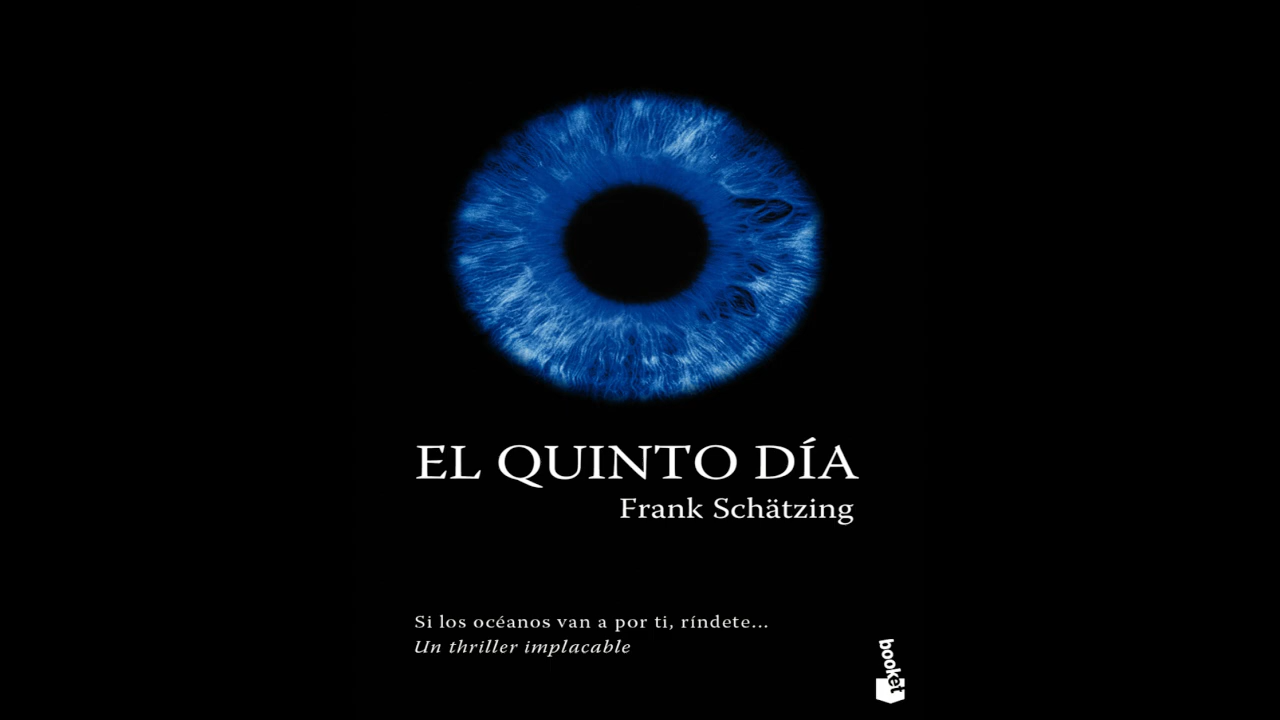 EL QUINTO DÍA
Frank Schätzing
Si los océanos van a por ti, ríndete...
Un thriller implacable
booket